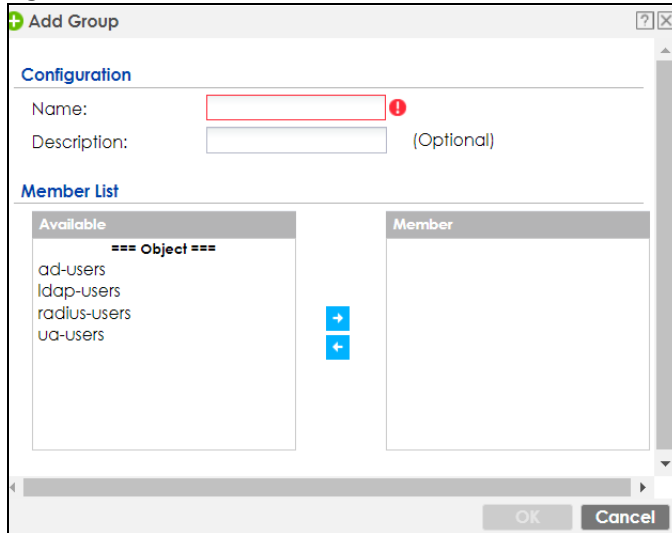 Add Group
?
Configuration
Name:
Description:
(Optional)
Member List
Available
Member
=== Object ===
ad-users
ldap-users
radius-users
ua-users
OK
Cancel